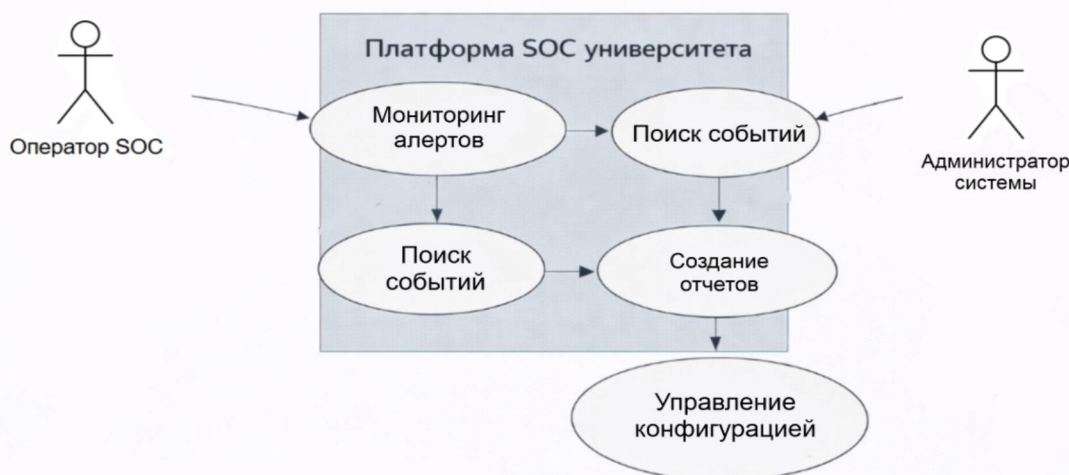 Платформа SOC университета
Оператор SOC
Мониторинг
алертов
Поиск событий
Администратор
системы
Поиск
событий
Создание
отчетов
Управление
конфигурацией